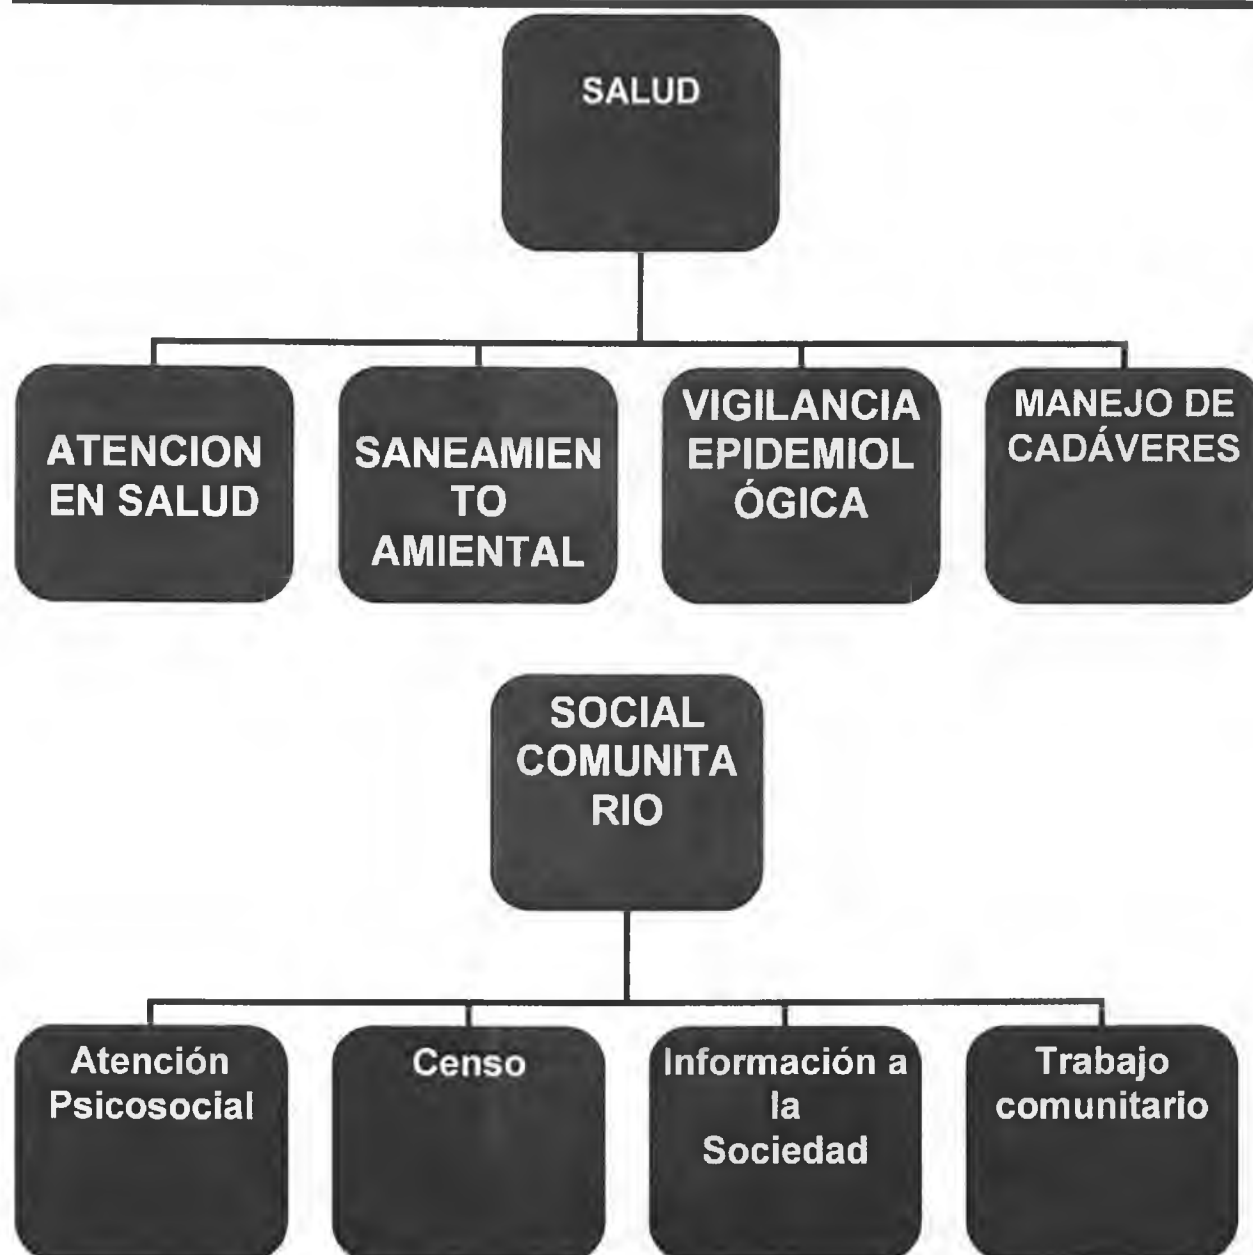 SALUD
ATENCION
EN SALUD
SANEAMIEN
TO
AMIENTAL
VIGILANCIA
EPIDEMIOL
ÓGICA
MANEJO DE
CADÁVERES
SOCIAL
COMUNITA
RIO
Atención
Psicosocial
Censo
Información a
la
Sociedad
Trabajo
comunitario